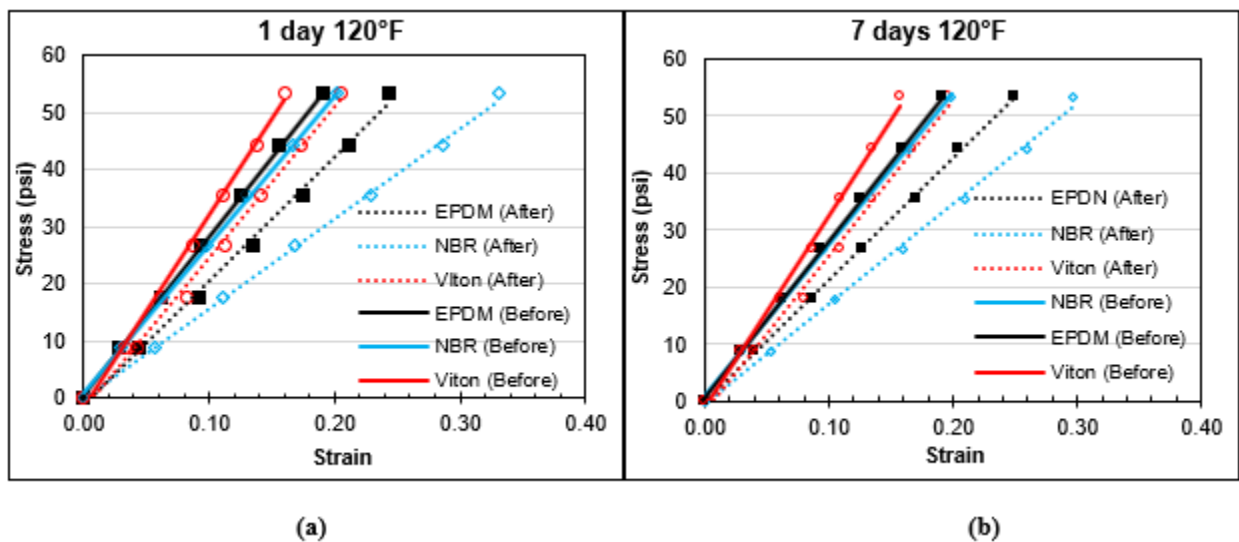 1 day 120°F
60
50
40
30
20
10
0
Stress (psi)
0.00 0.10 0.20 0.30 0.40
Strain
EPDM (After)
NBR (After)
Viton (After)
EPDM (Before)
NBR (Before)
Viton (Before)
(a)
7 days 120°F
60
50
40
30
20
10
0
Stress (psi)
0.00 0.10 0.20 0.30 0.40
Strain
EPDN (After)
NBR (After)
Viton (After)
NBR (Before)
EPDM (Before)
Viton (Before)
(b)